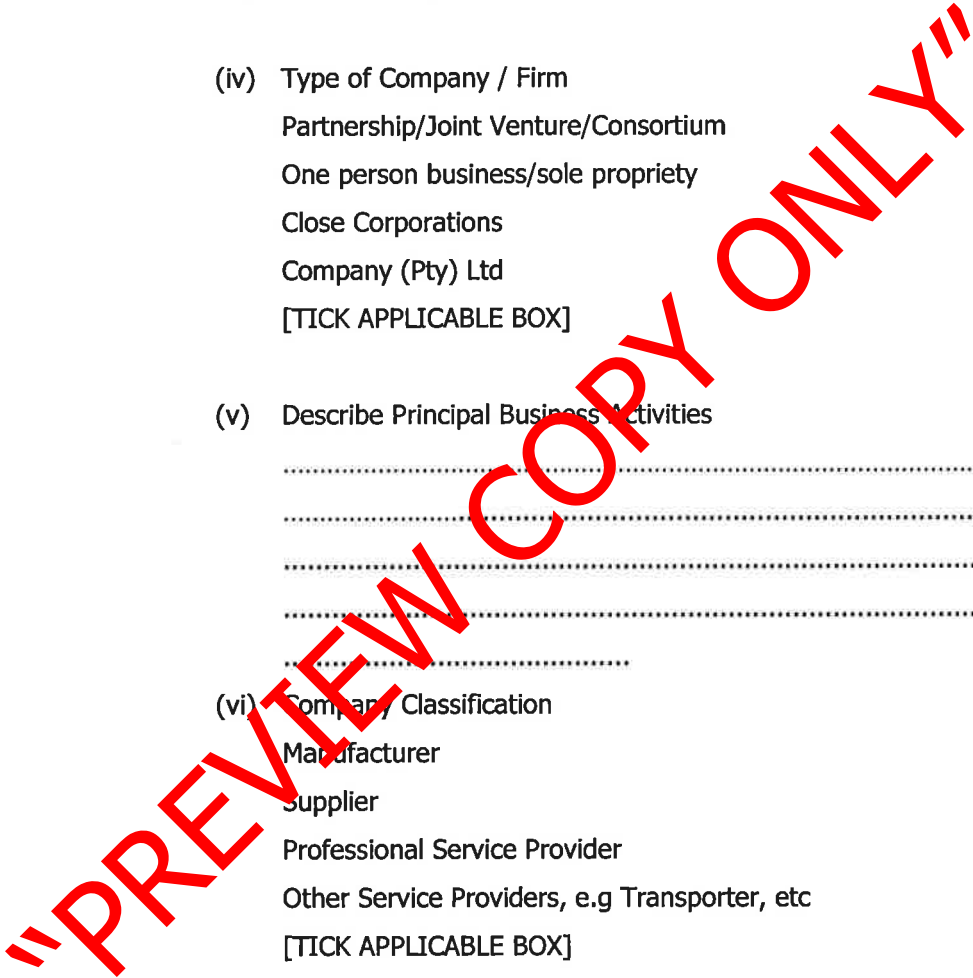 (iv) Type of Company / Firm
Partnership/Joint Venture/Consortium
One person business/sole propriety
Close Corporations
Company (Pty) Ltd
[TICK APPLICABLE BOX]
(v) Describe Principal Business Activities
........................................................................
........................................................................
........................................................................
........................................................................
...................................
(vi) Company Classification
Manufacturer
Supplier
Professional Service Provider
Other Service Providers, e.g Transporter, etc
[TICK APPLICABLE BOX]
"PREVIEW COPY ONLY"